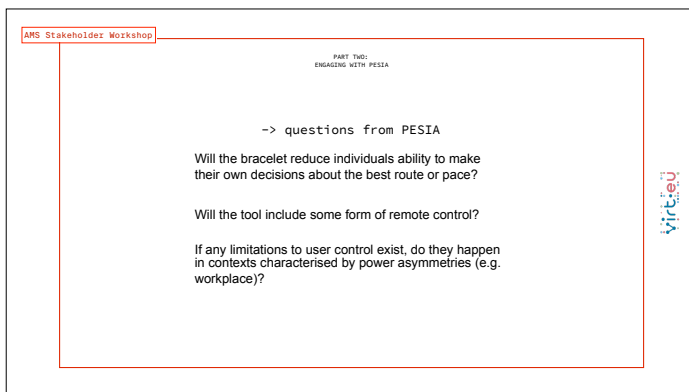 AMS Stakeholder Workshop
PART TWO:
ENGAGING WITH PESIA
-> questions from PESIA
Will the bracelet reduce individuals ability to make
their own decisions about the best route or pace?
Will the tool include some form of remote control?
If any limitations to user control exist, do they happen
in contexts characterised by power asymmetries (e.g.
workplace)?
virt:eu